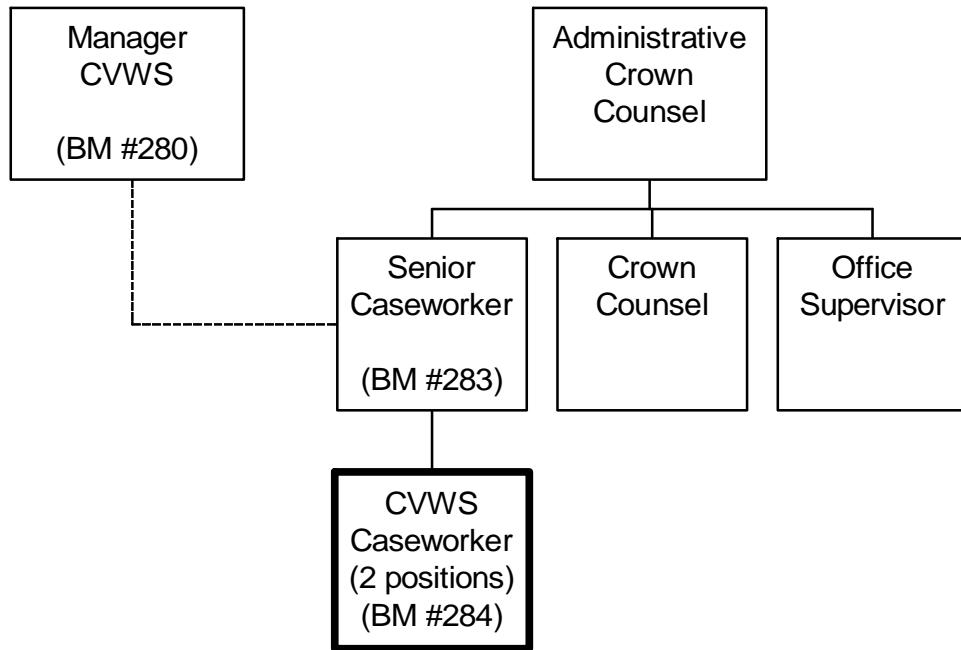 Manager
CVWS
(BM #280)
Administrative
Crown
Counsel
Senior
Caseworker
(BM #283)
Crown
Counsel
Office
Supervisor
CVWS
Caseworker
(2 positions)
(BM #284)